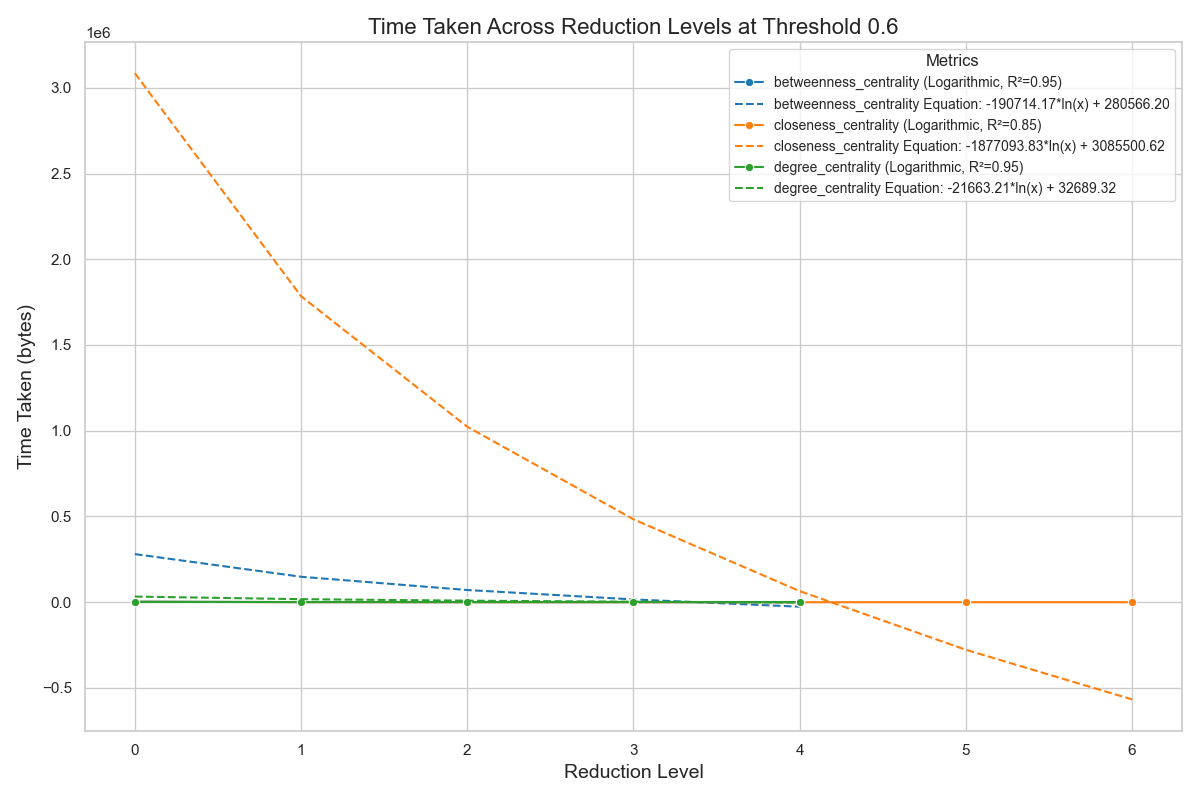 Time Taken Across Reduction Levels at Threshold 0.6
1e6
Metrics
betweenness_centrality (Logarithmic, R²=0.95)
betweenness_centrality Equation: -190714.17*ln(x) + 280566.20
closeness_centrality (Logarithmic, R²=0.85)
closeness_centrality Equation: -1877093.83*ln(x) + 3085500.62
degree_centrality (Logarithmic, R²=0.95)
degree_centrality Equation: -21663.21*ln(x) + 32689.32
3.0
2.5
2.0
1.5
1.0
0.5
0.0
−0.5
Time Taken (bytes)
0 1 2 3 4 5 6
Reduction Level